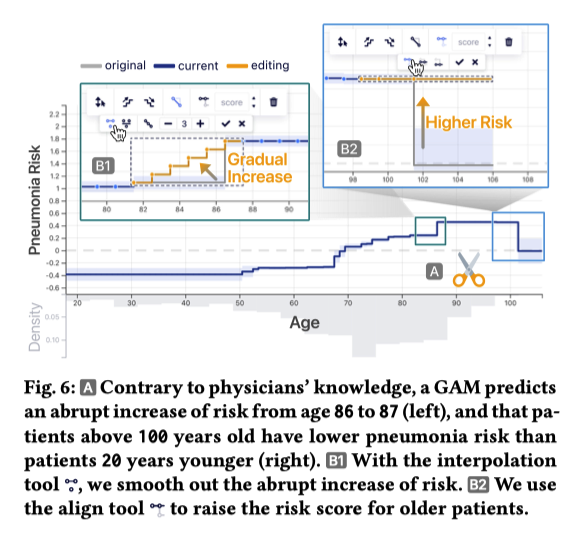 original current editing
score
score
3
B1
Gradual
Increase
80 82 84 86 88 90
Higher Risk
B2
98 100 102 104 106 108
Pneumonia Risk
2.2
2
1.8
1.6
1.4
1.2
1
0.8
0.6
0.4
0.2
0
-0.2
-0.4
-0.6
A
20 30 40 50 60 70 80 90 100
Age
Density
0.05
0.10
Fig. 6: A Contrary to physicians’ knowledge, a GAM predicts
an abrupt increase of risk from age 86 to 87 (left), and that pa-
tients above 100 years old have lower pneumonia risk than
patients 20 years younger (right). B1 With the interpolation
tool , we smooth out the abrupt increase of risk. B2 We use
the align tool to raise the risk score for older patients.